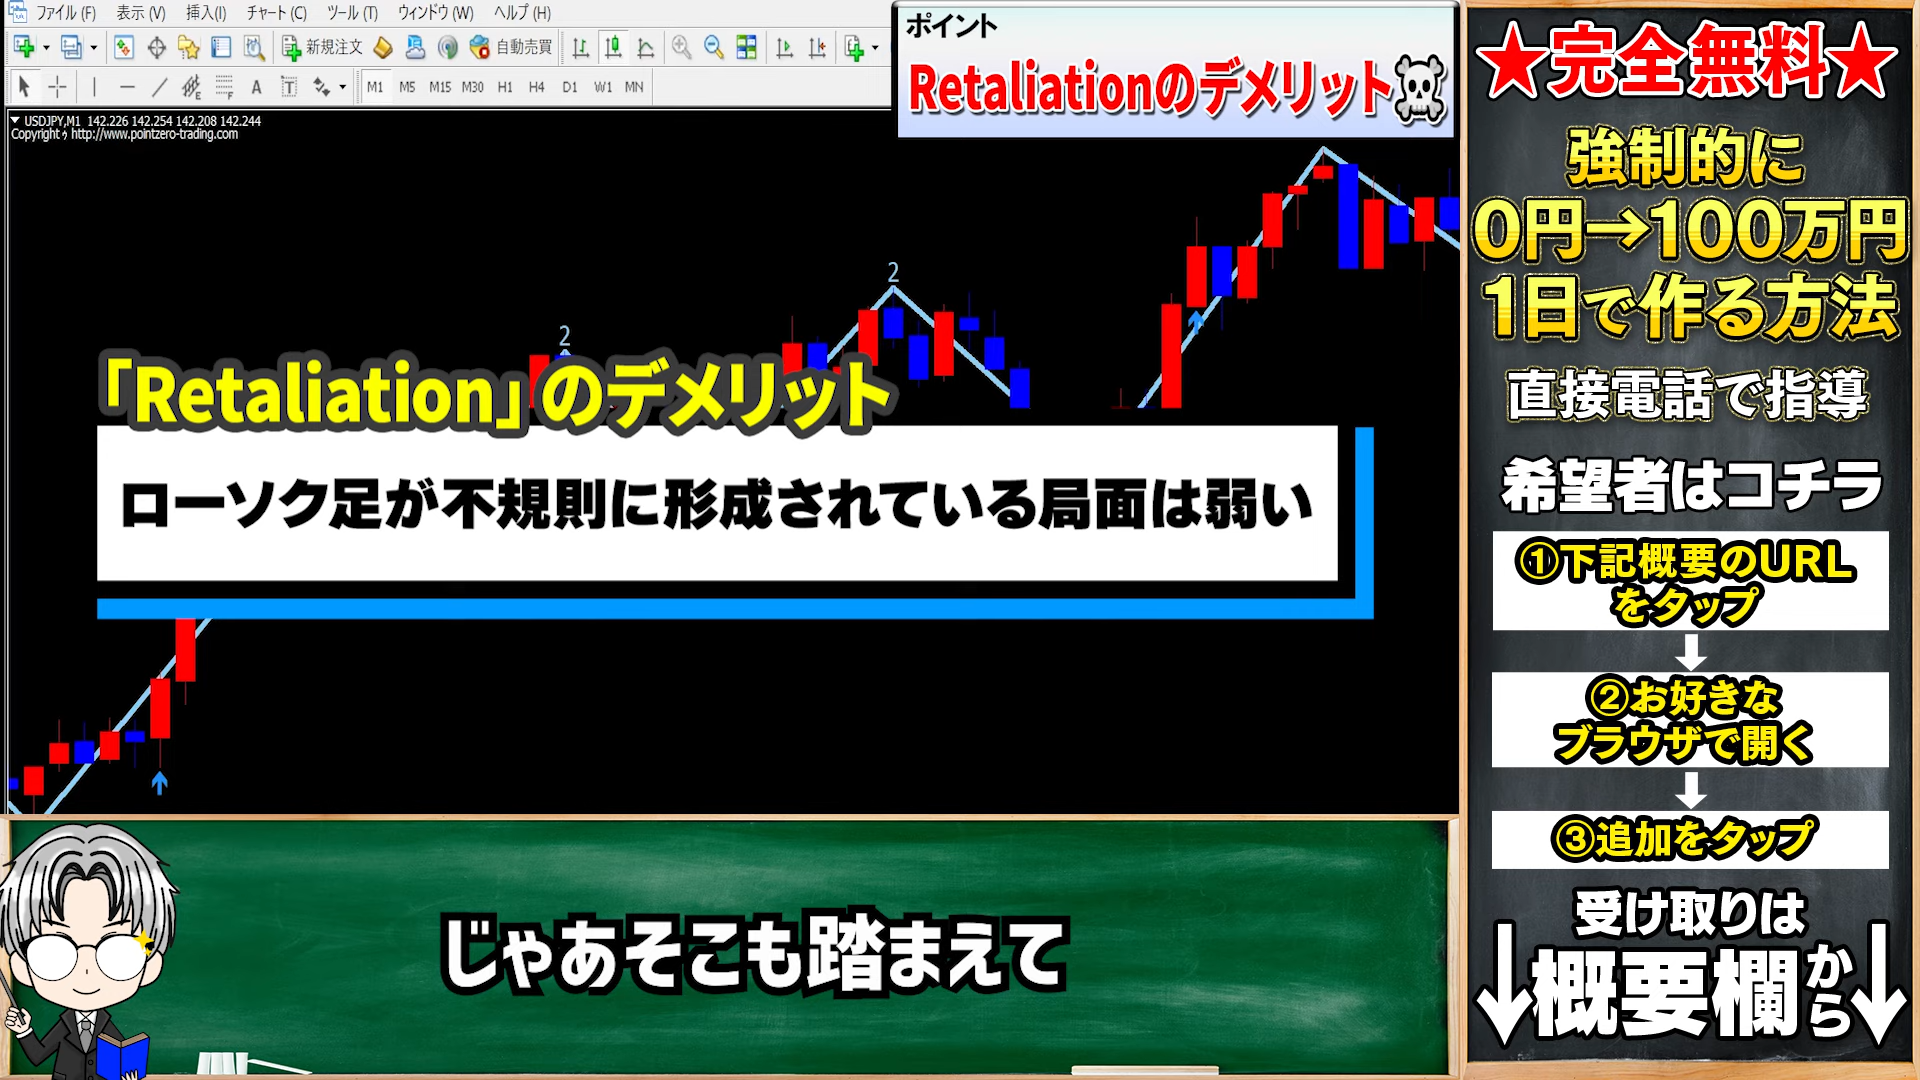 ファイル (F) 表示 (V) 挿入(I) チャート (C) ツール (T) ウィンドウ (W) ヘルプ (H)
新規注文 自動売買
A T M1 M5 M15 M30 H1 H4 D1 W1 MN
USDJPY,M1 142.226 142.254 142.208 142.244
http://www.pointzero-trading.com
ポイント
Retaliationのデメリット
2
2
「Retaliation」のデメリット
ローソク足が不規則に形成されている局面は弱い
じゃあそこも踏まえて
★完全無料★
強制的に
0円→100万円
1日で作る方法
直接電話で指導
希望者はコチラ
①下記概要のURL
をタップ
②お好きな
ブラウザで開く
③追加をタップ
受け取りは
概要欄から